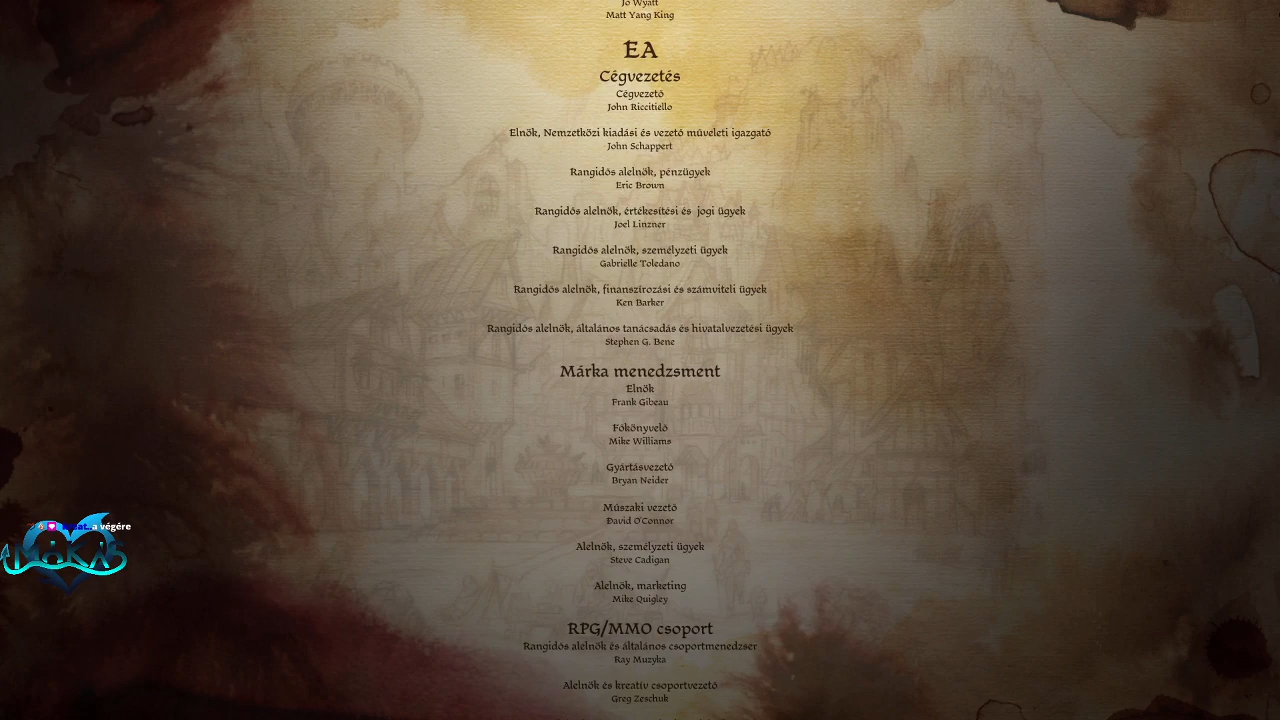 Jo Wyatt
Matt Yang King
EA
Cégvezetés
Cégvezető
John Riccitiello
Elnök, Nemzetközi kiadási és vezető műveleti igazgató
John Schappert
Rangidős alelnök, pénzügyek
Eric Brown
Rangidős alelnök, értékesítési és  jogi ügyek
Joel Linzner
Rangidős alelnök, személyzeti ügyek
Gabrielle Toledano
Rangidős alelnök, finanszírozási és számviteli ügyek
Ken Barker
Rangidős alelnök, általános tanácsadás és hivatalvezetési ügyek
Stephen G. Bene
Márka menedzsment
Elnök
Frank Gibeau
Főkönyvelő
Mike Williams
Gyártásvezető
Bryan Neider
Műszaki vezető
David O'Connor
Alelnök, személyzeti ügyek
Steve Cadigan
Alelnök, marketing
Mike Quigley
RPG/MMO csoport
Rangidős alelnök és általános csoportmenedzser
Ray Muzyka
Alelnök és kreatív csoportvezető
Greg Zeschuk
a végére
MÓKÁS